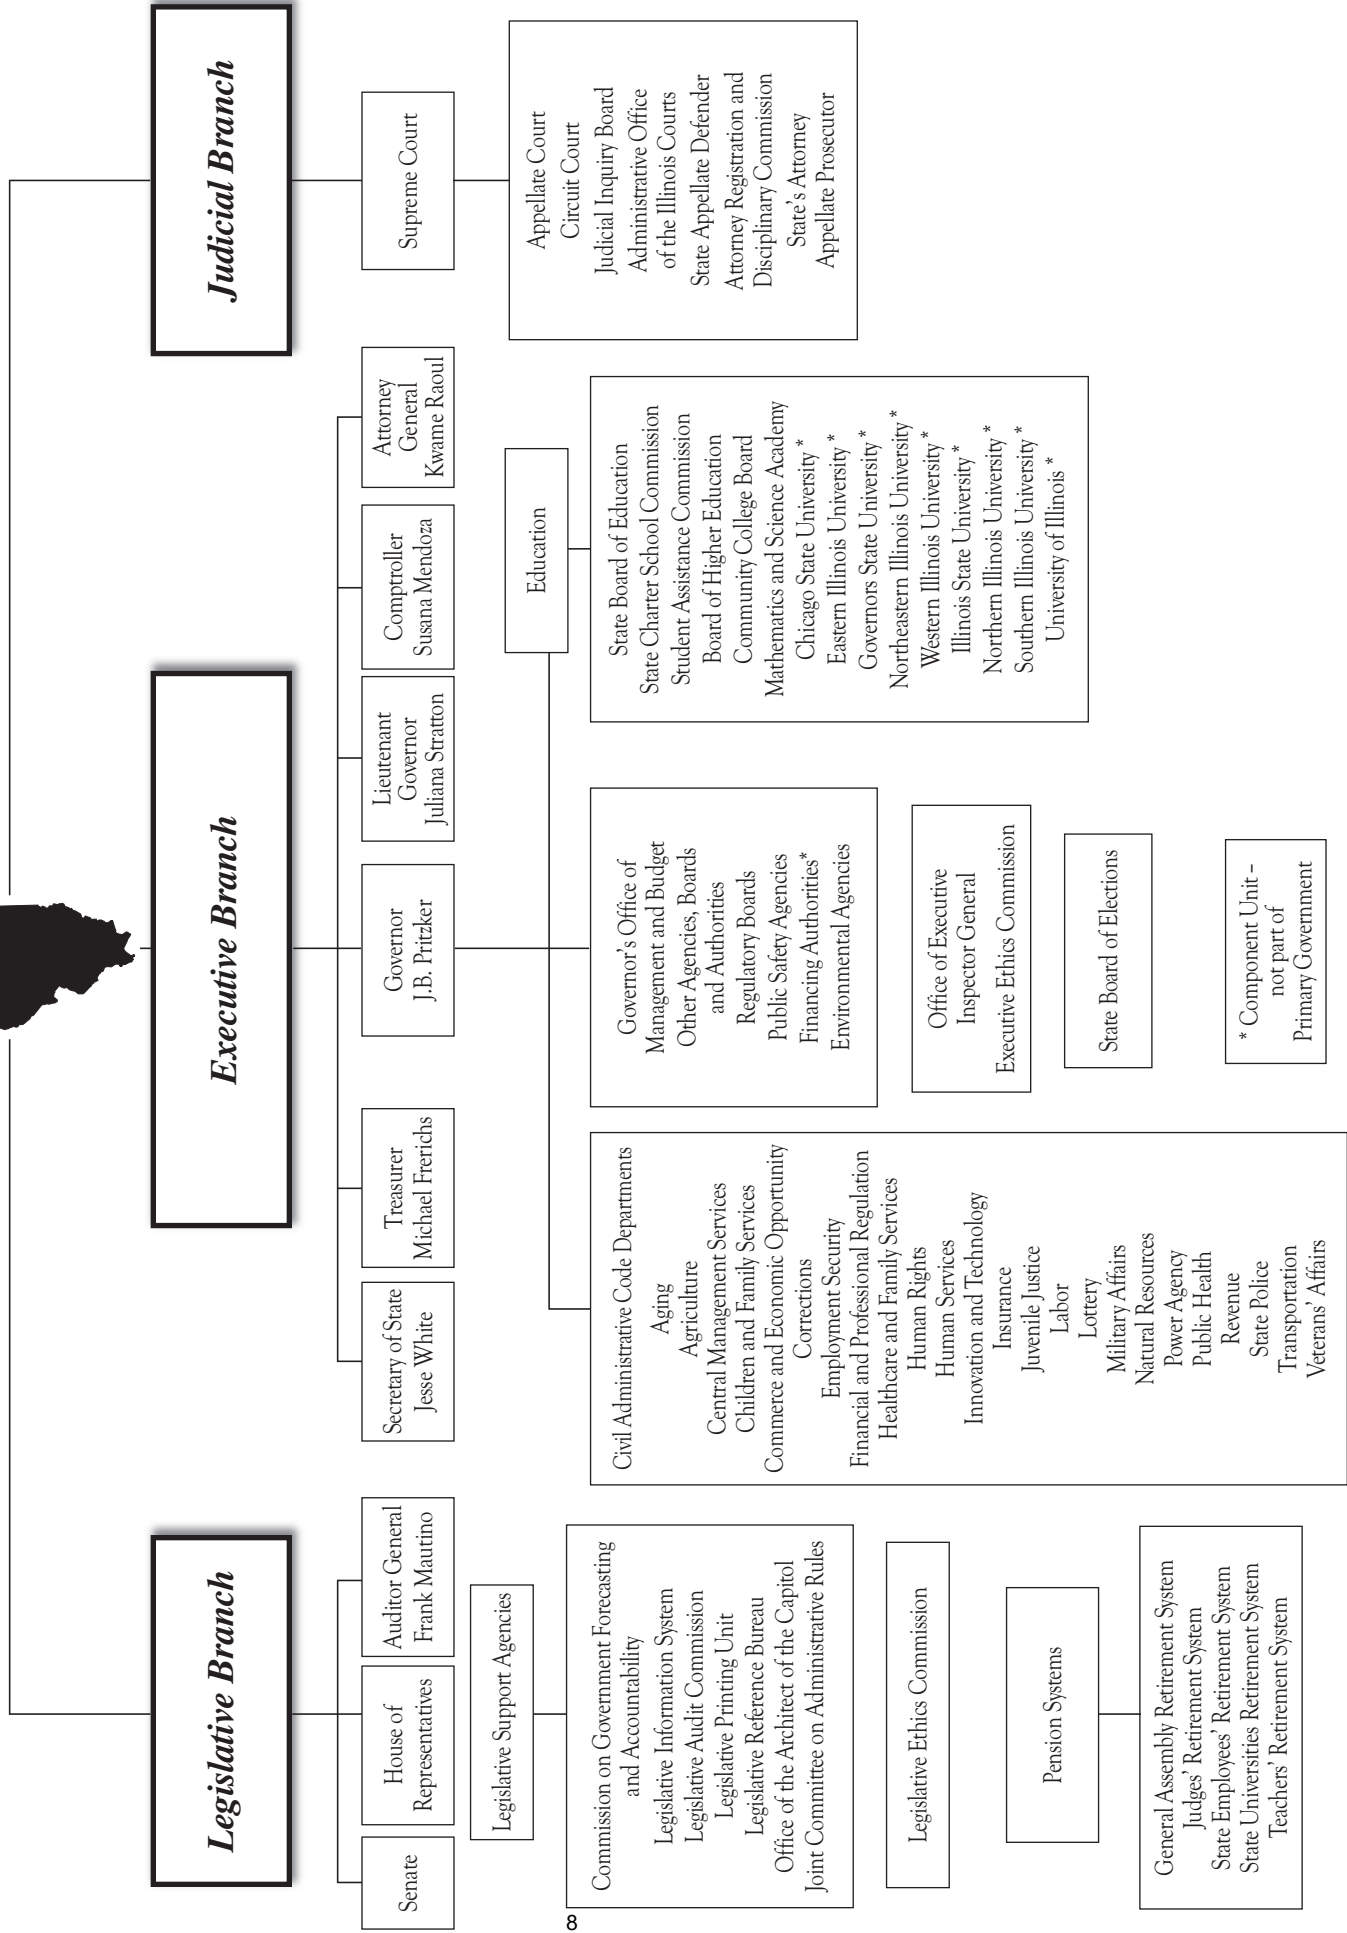 Legislative Branch
Executive Branch
Judicial Branch
Senate
House of
Representatives
Auditor General
Frank Mautino
Secretary of State
Jesse White
Treasurer
Michael Frerichs
Governor
J.B. Pritzker
Lieutenant
Governor
Juliana Stratton
Comptroller
Susana Mendoza
Attorney
General
Kwame Raoul
Supreme Court
Legislative Support Agencies
Commission on Government Forecasting
and Accountability
Legislative Information System
Legislative Audit Commission
Legislative Printing Unit
Legislative Reference Bureau
Office of the Architect of the Capitol
Joint Committee on Administrative Rules
Legislative Ethics Commission
Pension Systems
General Assembly Retirement System
Judges' Retirement System
State Employees' Retirement System
State Universities Retirement System
Teachers' Retirement System
Civil Administrative Code Departments
Aging
Agriculture
Central Management Services
Children and Family Services
Commerce and Economic Opportunity
Corrections
Employment Security
Financial and Professional Regulation
Healthcare and Family Services
Human Rights
Human Services
Innovation and Technology
Insurance
Juvenile Justice
Labor
Lottery
Military Affairs
Natural Resources
Power Agency
Public Health
Revenue
State Police
Transportation
Veterans' Affairs
Governor's Office of
Management and Budget
Other Agencies, Boards
and Authorities
Regulatory Boards
Public Safety Agencies
Financing Authorities*
Environmental Agencies
Office of Executive
Inspector General
Executive Ethics Commission
State Board of Elections
* Component Unit –
not part of
Primary Government
Education
State Board of Education
State Charter School Commission
Student Assistance Commission
Board of Higher Education
Community College Board
Mathematics and Science Academy
Chicago State University *
Eastern Illinois University *
Governors State University *
Northeastern Illinois University *
Western Illinois University *
Illinois State University *
Northern Illinois University *
Southern Illinois University *
University of Illinois *
Appellate Court
Circuit Court
Judicial Inquiry Board
Administrative Office
of the Illinois Courts
State Appellate Defender
Attorney Registration and
Disciplinary Commission
State's Attorney
Appellate Prosecutor
8